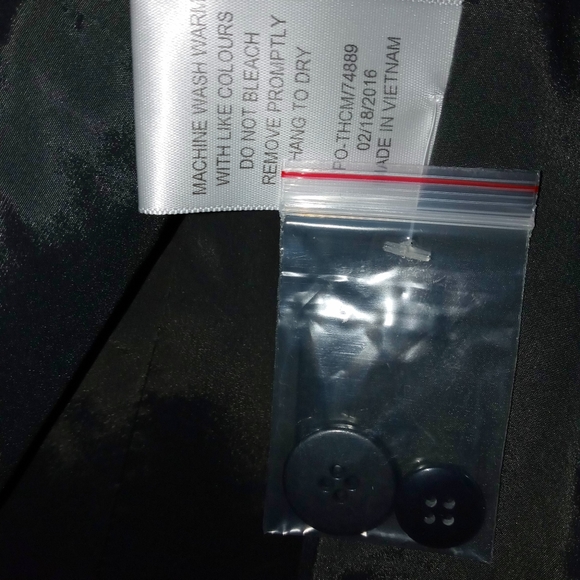 MACHINE WASH WARM
WITH LIKE COLOURS
DO NOT BLEACH
REMOVE PROMPTLY
HANG TO DRY
PO-THCM/74889
02/18/2016
MADE IN VIETNAM